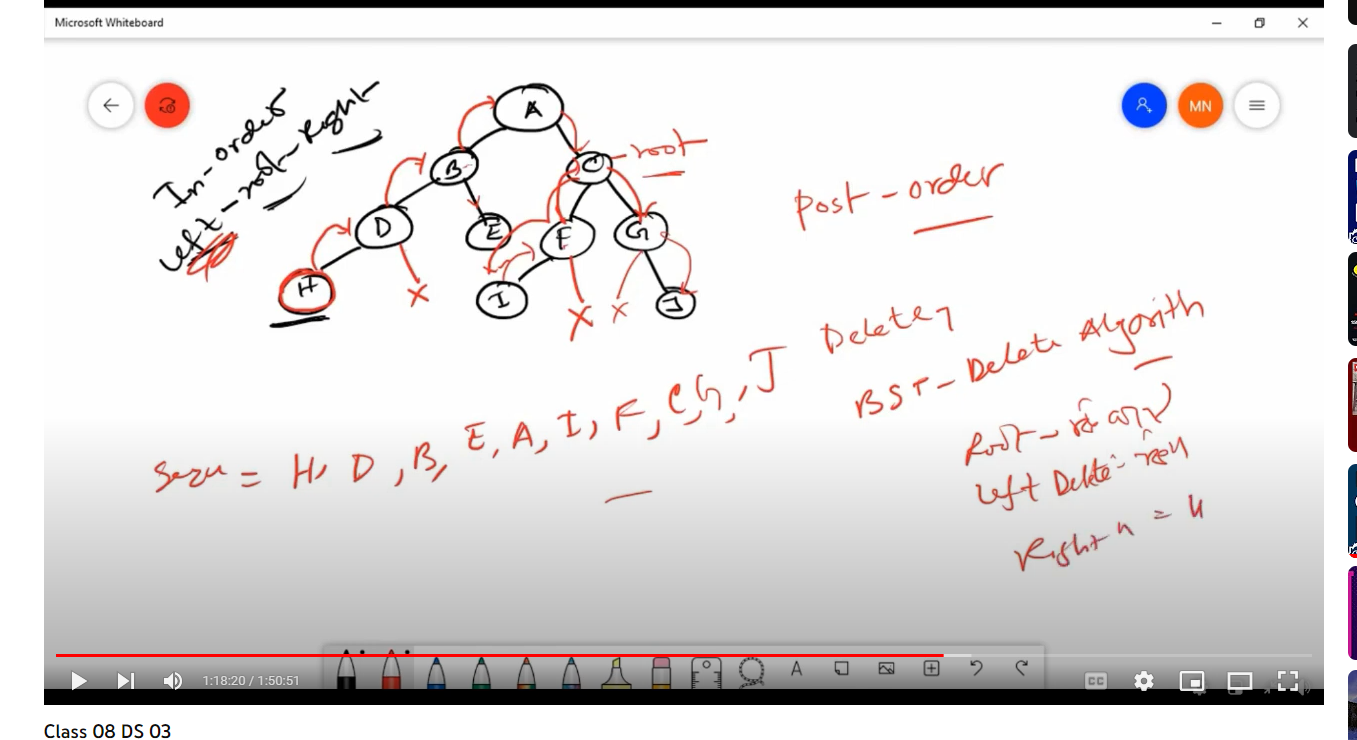 Microsoft Whiteboard
MN
In-order
left-root-Right
A
B
C - root
D
E
F
G
H
I
J
Post-order
Delete,
BST-Delete Algorith
H, D, B, E, A, I, F, C, G, J
Root-
left Delete-
Right
1:18:20 / 1:50:51
CC
A
Class 08 DS 03